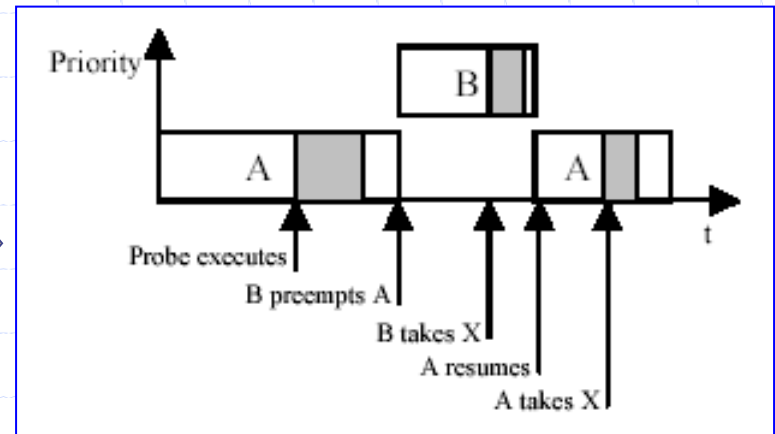 Priority
B
A
A
t
Probe executes
B preempts A
B takes X
A resumes
A takes X